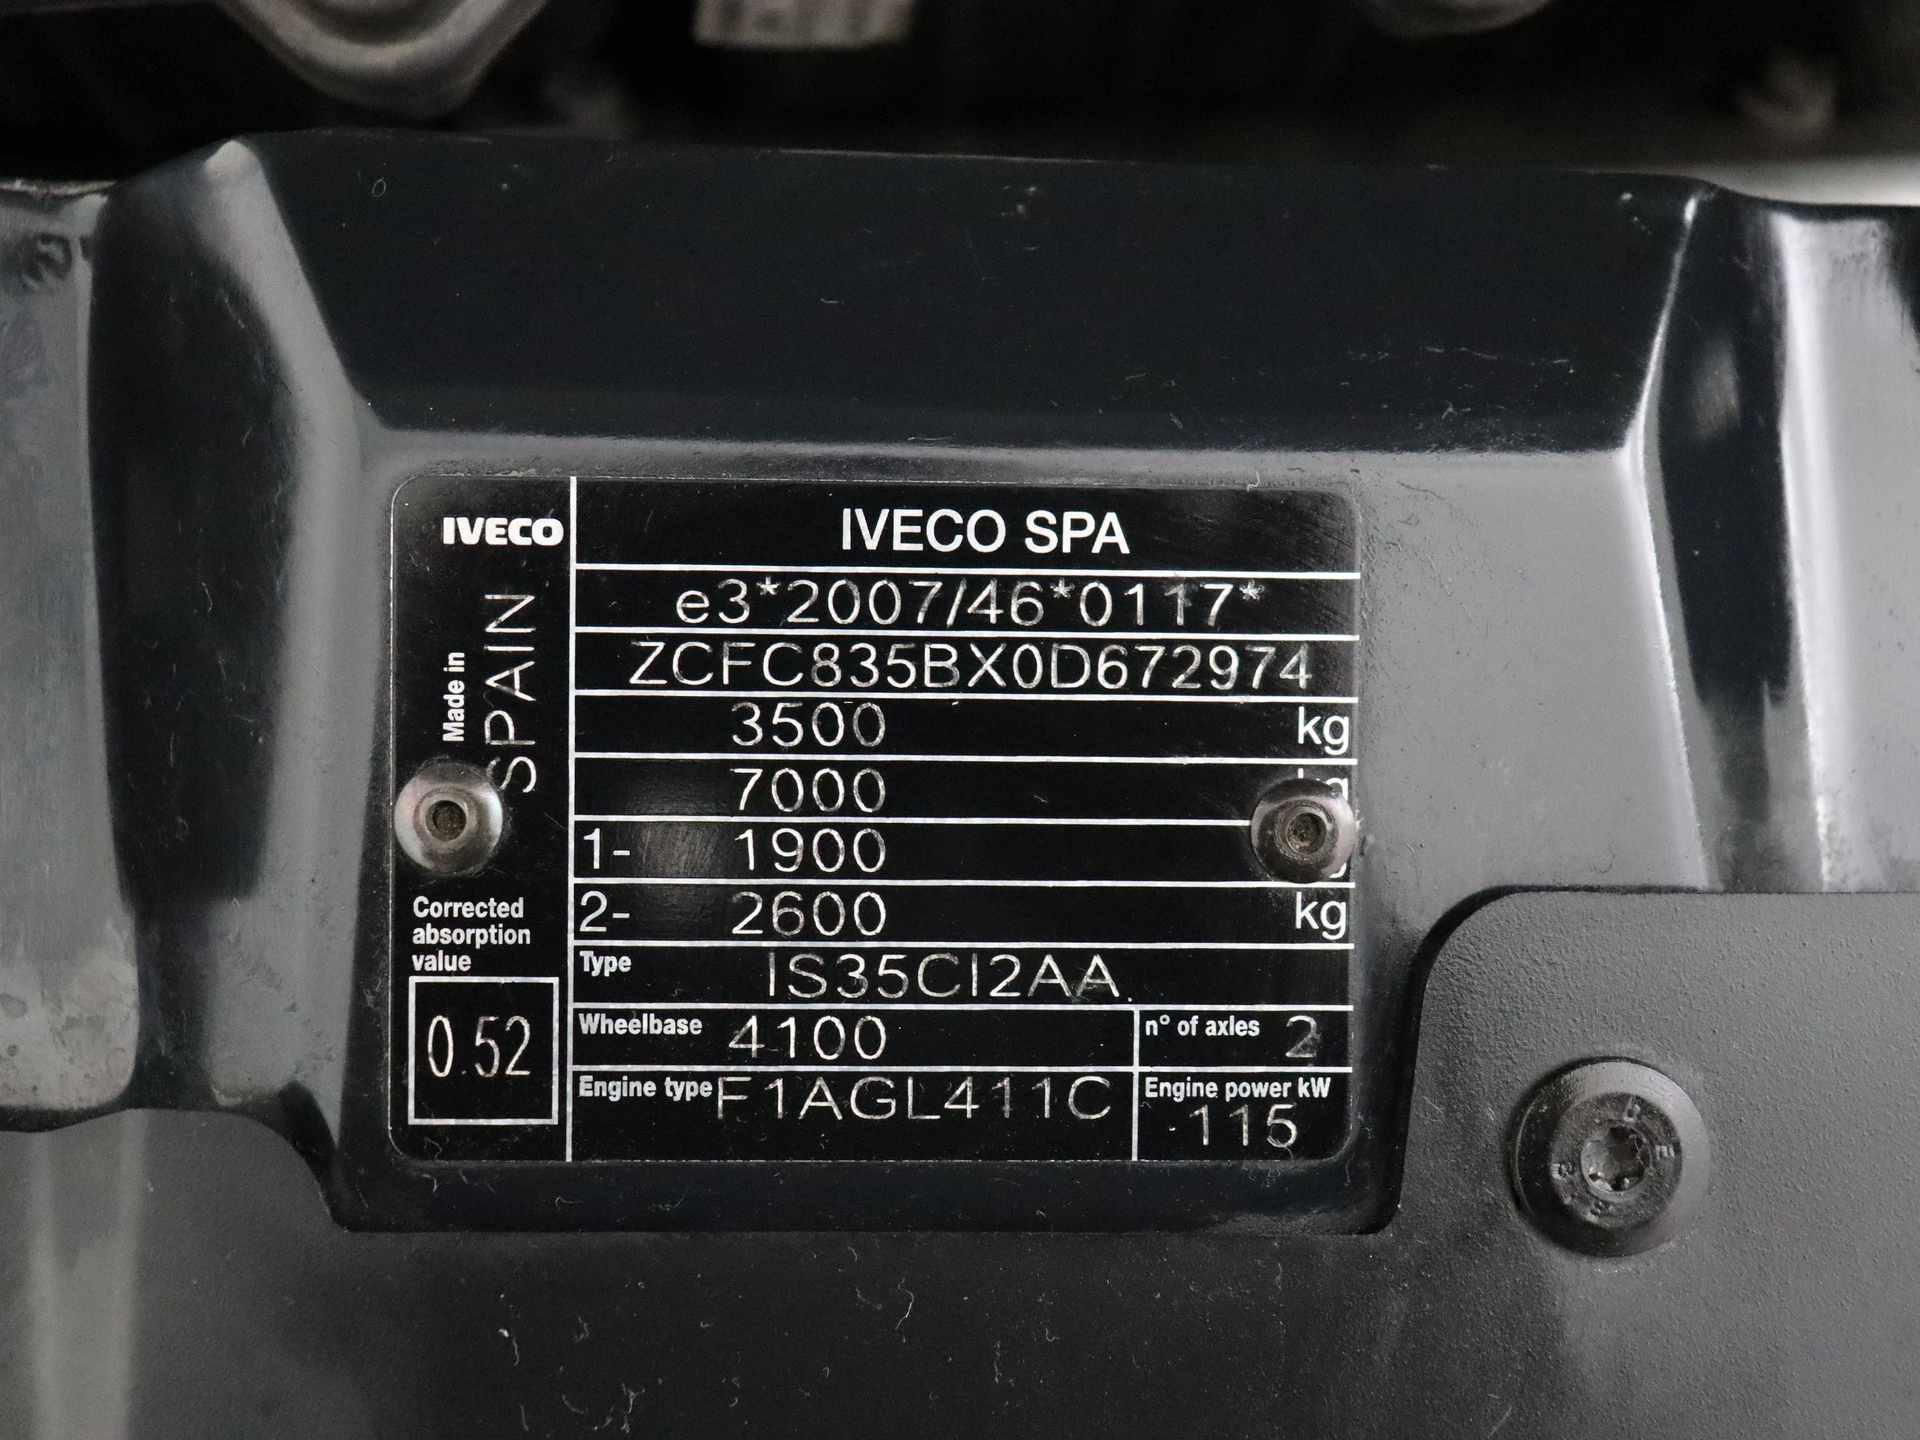 IVECO
Made in
SPAIN
Corrected
absorption
value
0.52
IVECO SPA
e3*2007/46*0117*
ZCFC835BX0D672974
3500 kg
7000 kg
1- 1900
2- 2600 kg
Type IS35CI2AA
Wheelbase 4100
n° of axles 2
Engine type F1AGL411C
Engine power kW
115